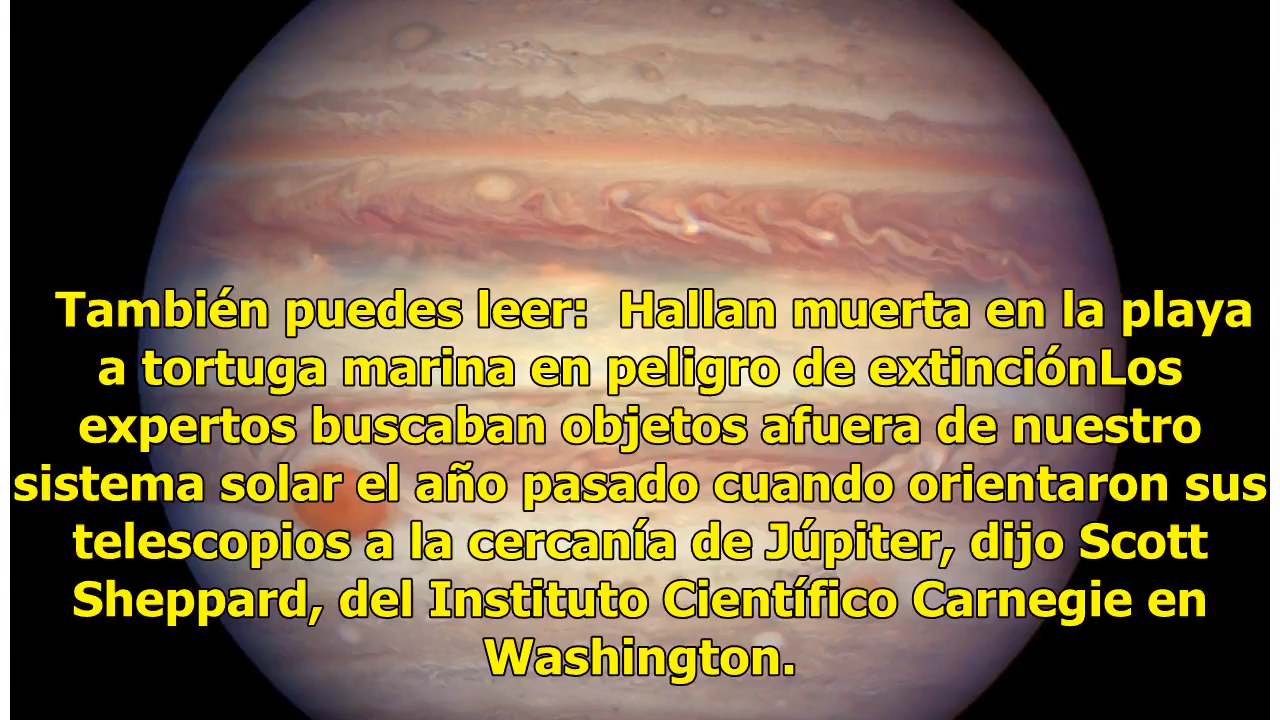 También puedes leer:  Hallan muerta en la playa
a tortuga marina en peligro de extinciónLos
expertos buscaban objetos afuera de nuestro
sistema solar el año pasado cuando orientaron sus
telescopios a la cercanía de Júpiter, dijo Scott
Sheppard, del Instituto Científico Carnegie en
Washington.